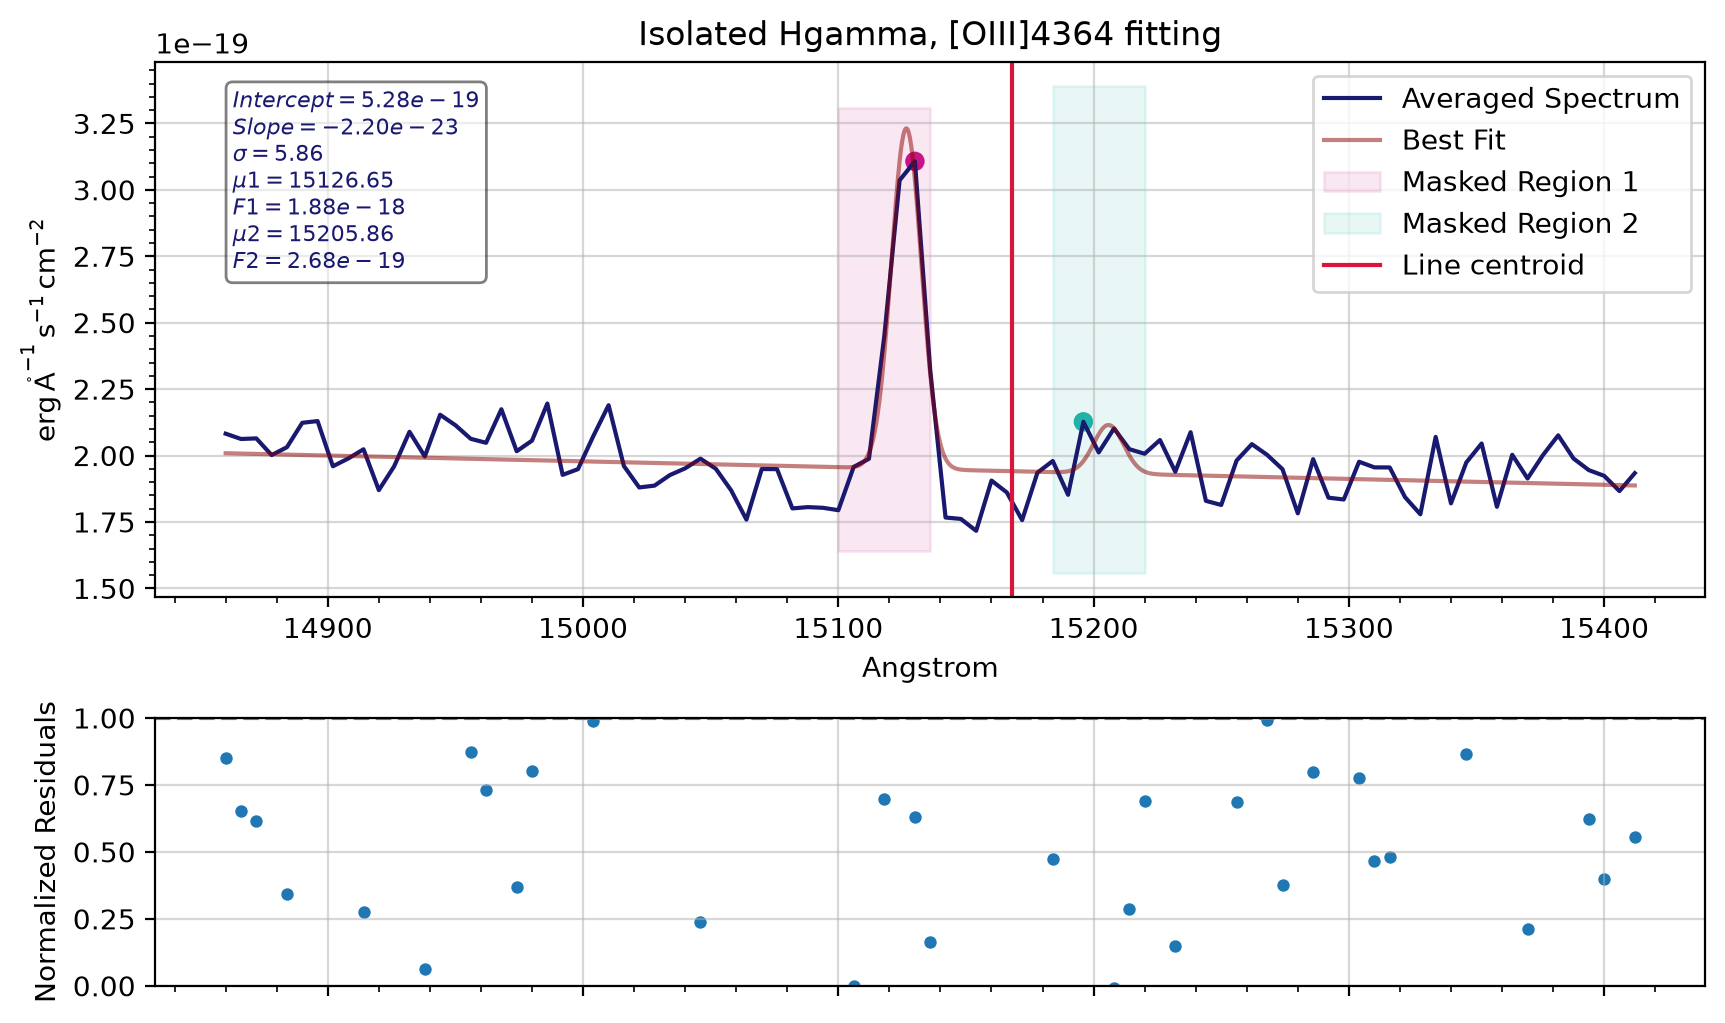 Isolated Hgamma, [OIII]4364 fitting
1e−19
Intercept = 5.28e − 19
Slope = −2.20e − 23
σ = 5.86
μ1 = 15126.65
F1 = 1.88e − 18
μ2 = 15205.86
F2 = 2.68e − 19
Averaged Spectrum
Best Fit
Masked Region 1
Masked Region 2
Line centroid
erg Å⁻¹ s⁻¹ cm⁻²
3.25
3.00
2.75
2.50
2.25
2.00
1.75
1.50
14900 15000 15100 15200 15300 15400
Angstrom
Normalized Residuals
1.00
0.75
0.50
0.25
0.00